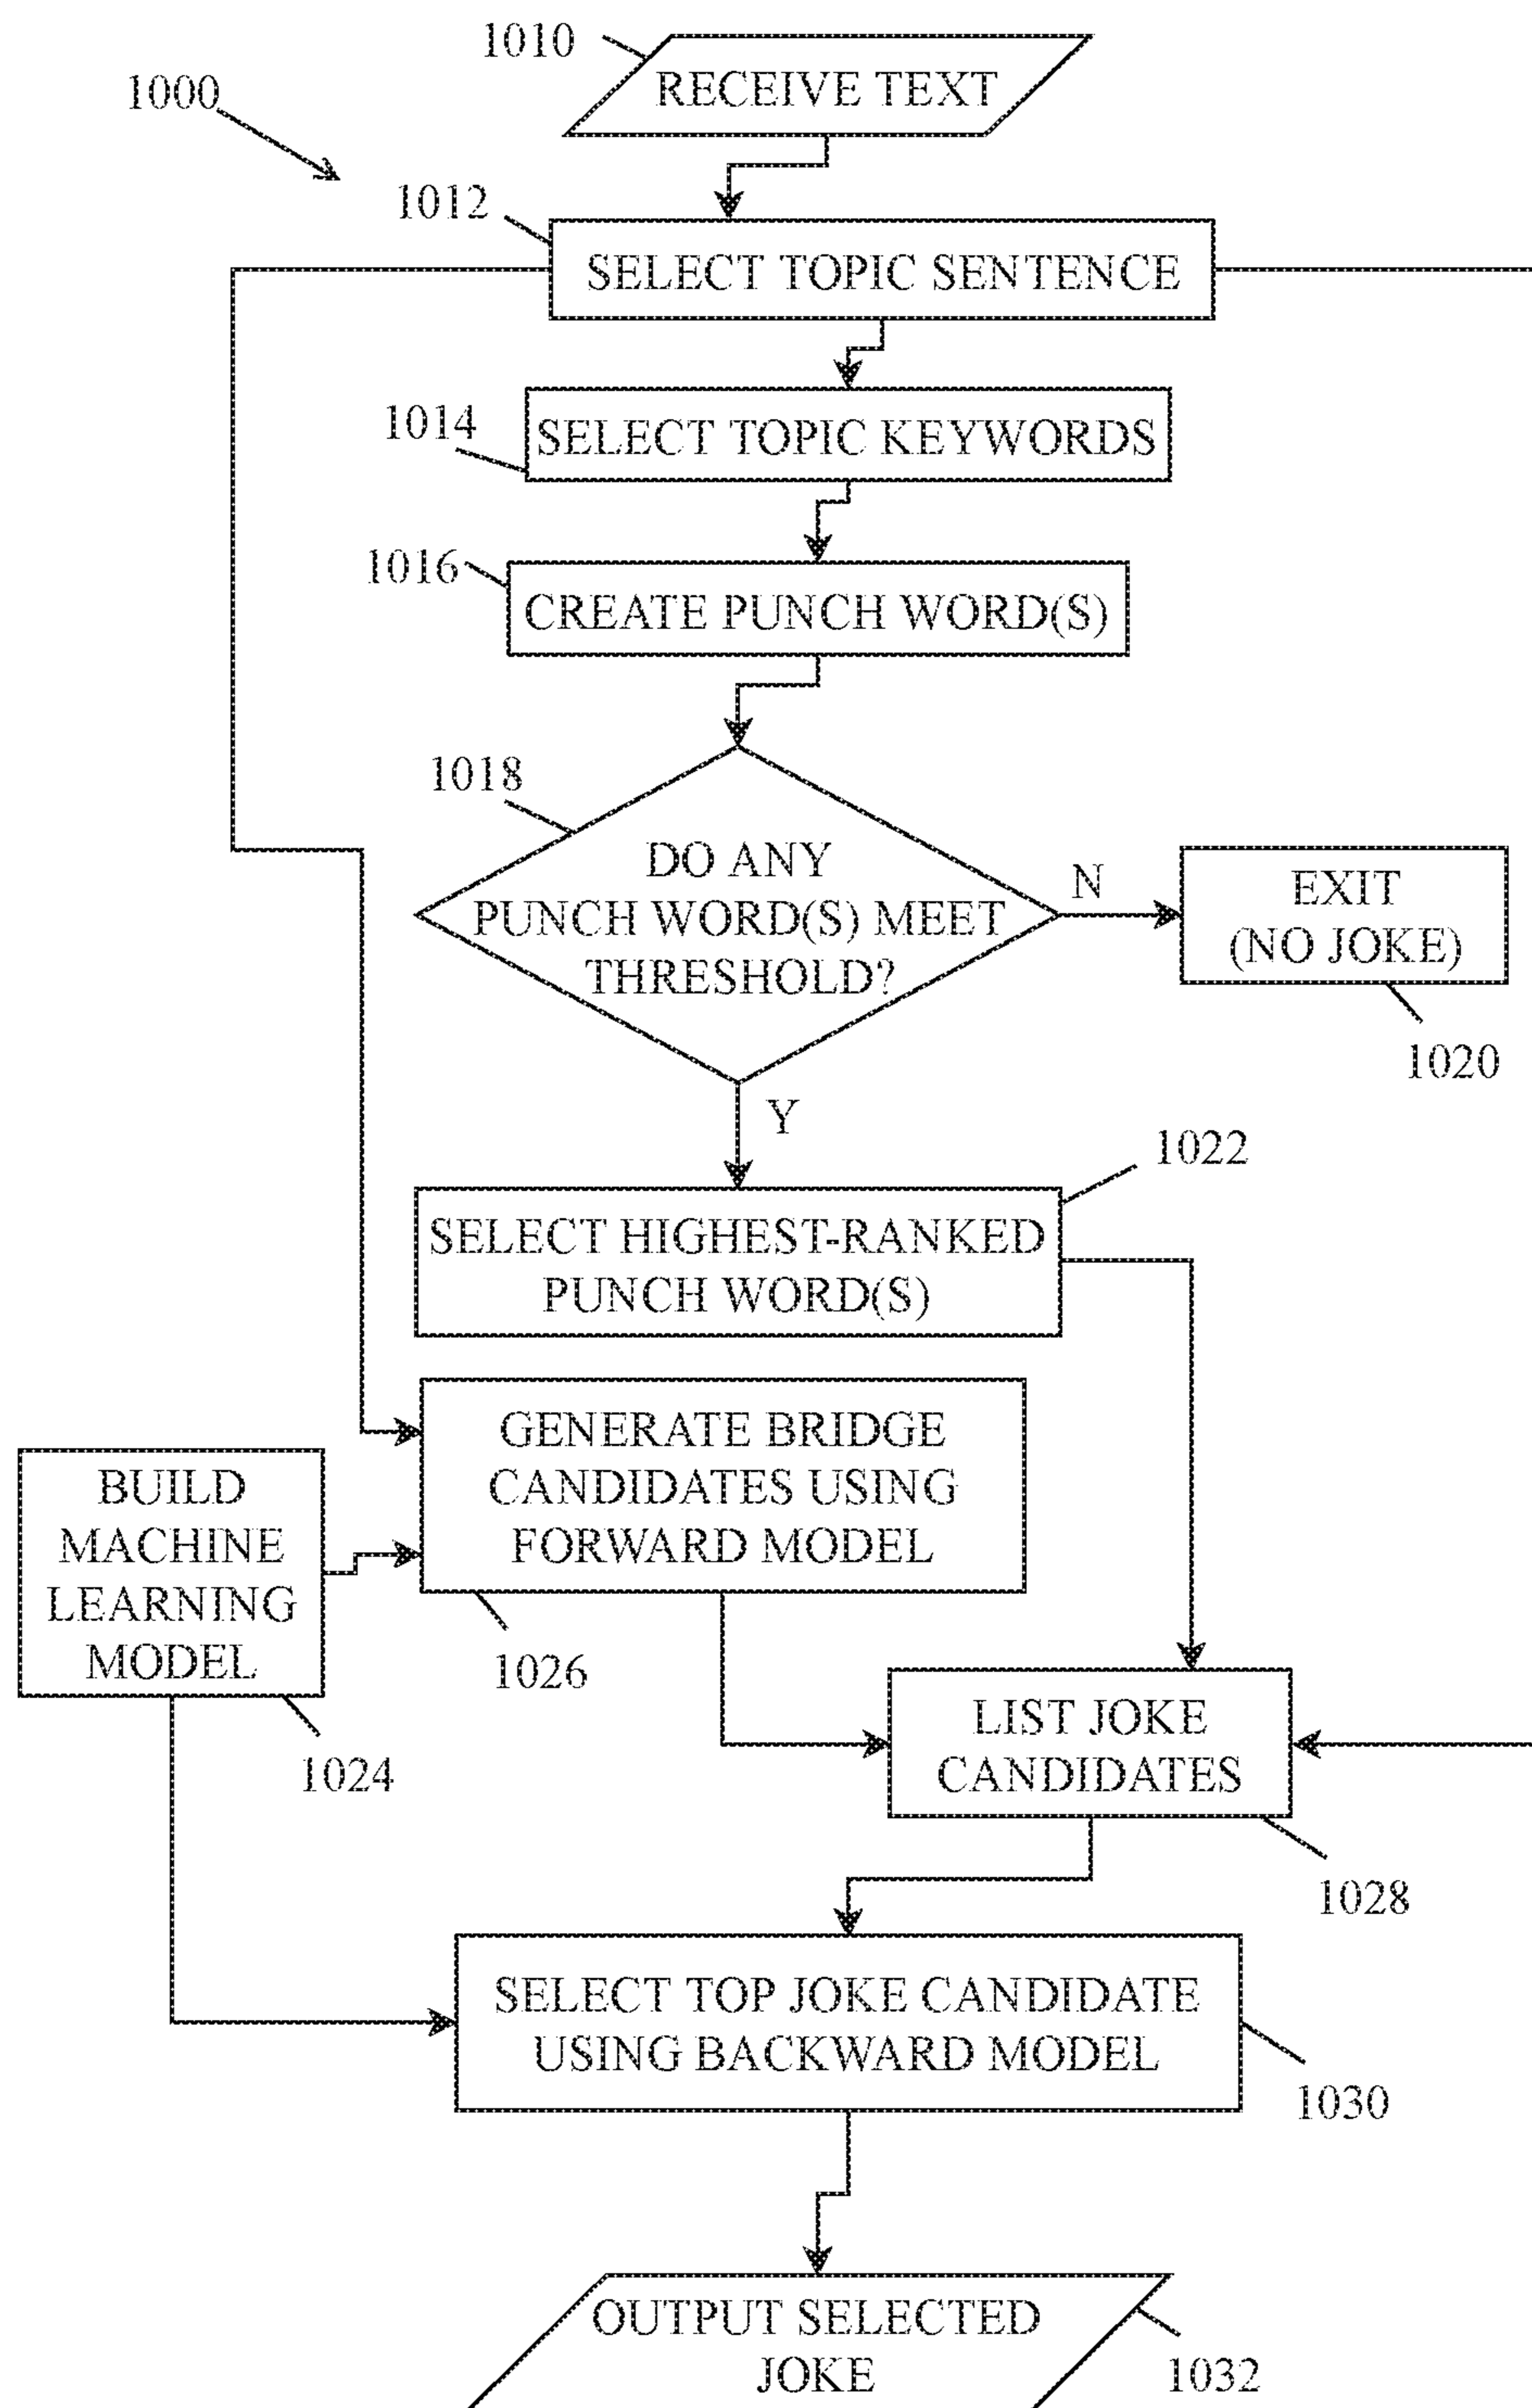 1010
RECEIVE TEXT
1000
1012
SELECT TOPIC SENTENCE
1014
SELECT TOPIC KEYWORDS
1016
CREATE PUNCH WORD(S)
1018
DO ANY
PUNCH WORD(S) MEET
THRESHOLD?
N
EXIT
(NO JOKE)
1020
Y
1022
SELECT HIGHEST-RANKED
PUNCH WORD(S)
GENERATE BRIDGE
CANDIDATES USING
FORWARD MODEL
1026
BUILD
MACHINE
LEARNING
MODEL
1024
LIST JOKE
CANDIDATES
1028
SELECT TOP JOKE CANDIDATE
USING BACKWARD MODEL
1030
OUTPUT SELECTED
JOKE
1032